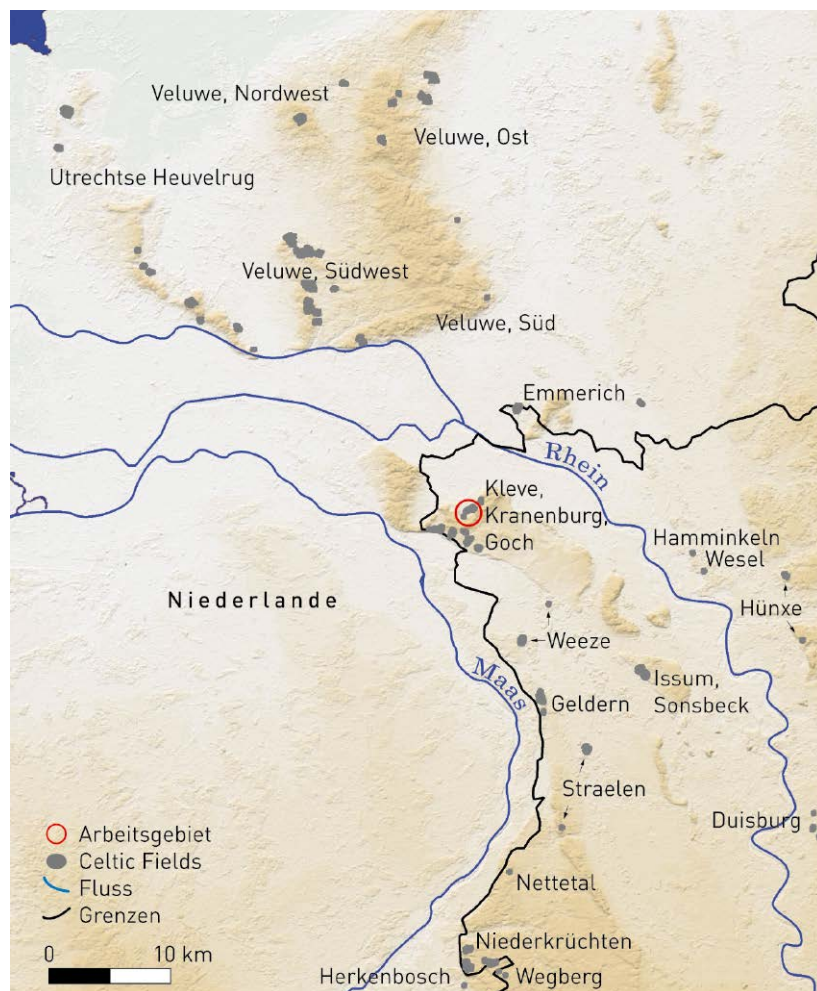 Veluwe, Nordwest
Veluwe, Ost
Utrechtse Heuvelrug
Veluwe, Südwest
Veluwe, Süd
Emmerich
Rhein
Kleve,
Kranenburg,
Goch
Hamminkeln
Wesel
Niederlande
Hünxe
Weeze
Maas
Issum,
Sonsbeck
Geldern
Straelen
Duisburg
Arbeitsgebiet
Celtic Fields
Fluss
Grenzen
Nettetal
0 10 km
Niederkrüchten
Herkenbosch
Wegberg